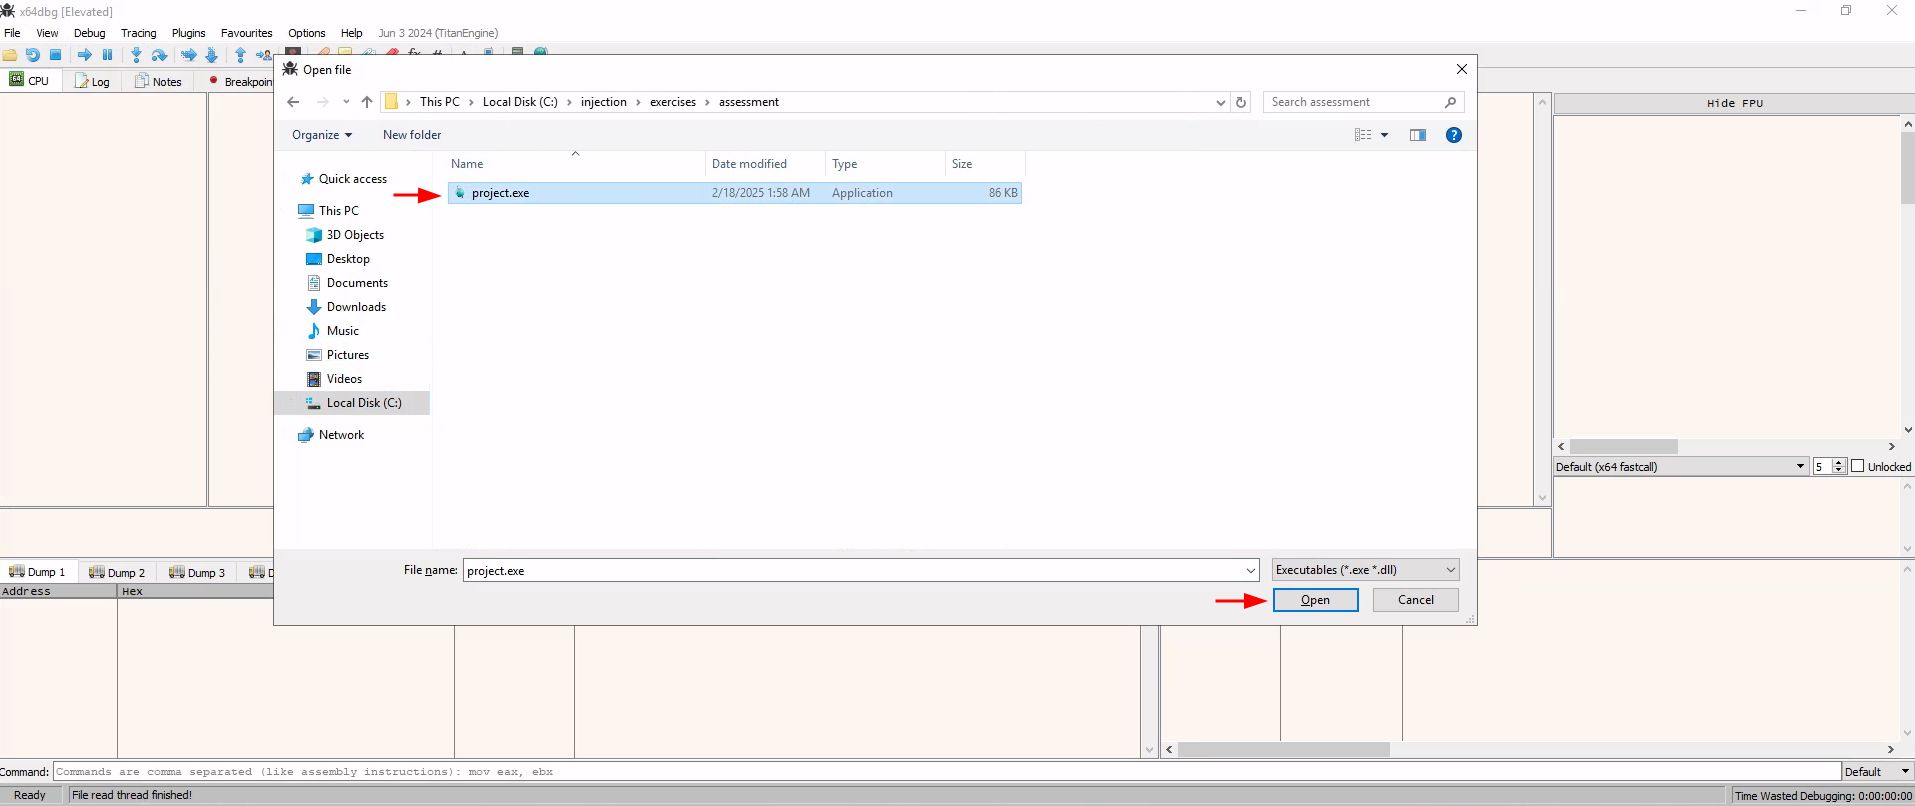 x64dbg [Elevated]
File View Debug Tracing Plugins Favourites Options Help Jun 3 2024 (TitanEngine)
CPU Log Notes Breakpoin
Open file
This PC > Local Disk (C:) > injection > exercises > assessment
Search assessment
Organize New folder
Name Date modified Type Size
project.exe 2/18/2025 1:58 AM Application 86 KB
Quick access
This PC
3D Objects
Desktop
Documents
Downloads
Music
Pictures
Videos
Local Disk (C:)
Network
File name: project.exe
Executables (*.exe *.dll)
Open Cancel
Hide FPU
Default (x64 fastcall) 5 Unlocked
Dump 1 Dump 2 Dump 3 D
Address Hex
Command: Commands are comma separated (like assembly instructions): mov eax, ebx
Default
Ready File read thread finished!
Time Wasted Debugging: 0:00:00:00